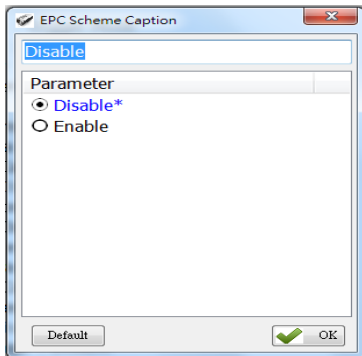 EPC Scheme Caption
Disable
Parameter
Disable*
Enable
Default OK